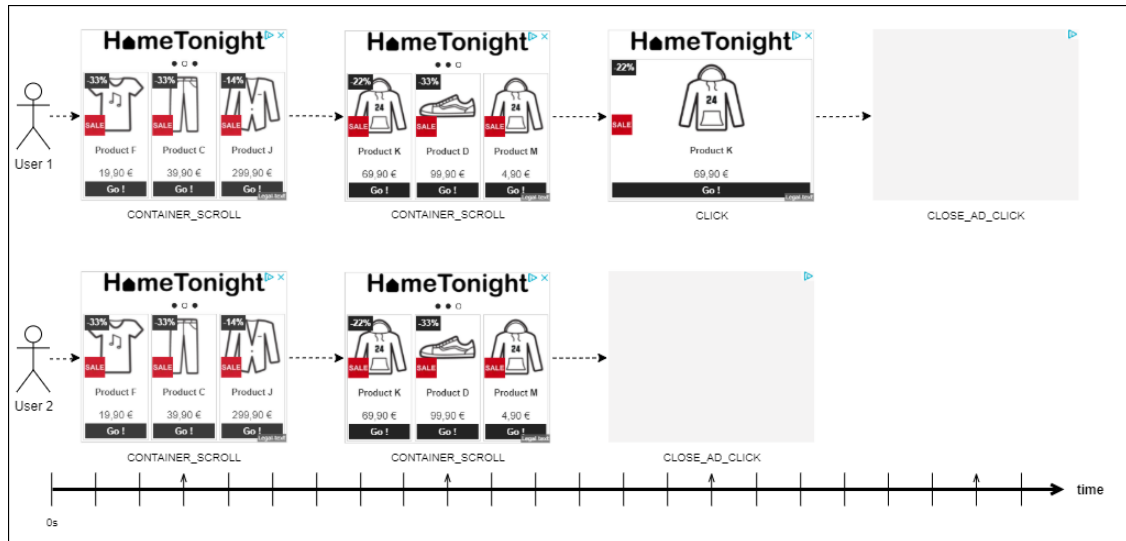 HomeTonight HomeTonight HomeTonight
-33% -33% -14% -22% -33% -22%
24 24 24
SALE SALE SALE SALE SALE SALE SALE
Product F Product C Product J Product K Product D Product M Product K
User 1
19,90 € 39,90 € 299,90 € 69,90 € 99,90 € 4,90 € 69,90 €
Go ! Go ! Go ! Go ! Go ! Go ! Go !
Legal text Legal text Legal text
CONTAINER_SCROLL CONTAINER_SCROLL CLICK CLOSE_AD_CLICK
HomeTonight HomeTonight
-33% -33% -14% -22% -33%
24 24
SALE SALE SALE SALE SALE SALE
Product F Product C Product J Product K Product D Product M
User 2
19,90 € 39,90 € 299,90 € 69,90 € 99,90 € 4,90 €
Go ! Go ! Go ! Go ! Go ! Go !
Legal text Legal text
CONTAINER_SCROLL CONTAINER_SCROLL CLOSE_AD_CLICK
time
0s